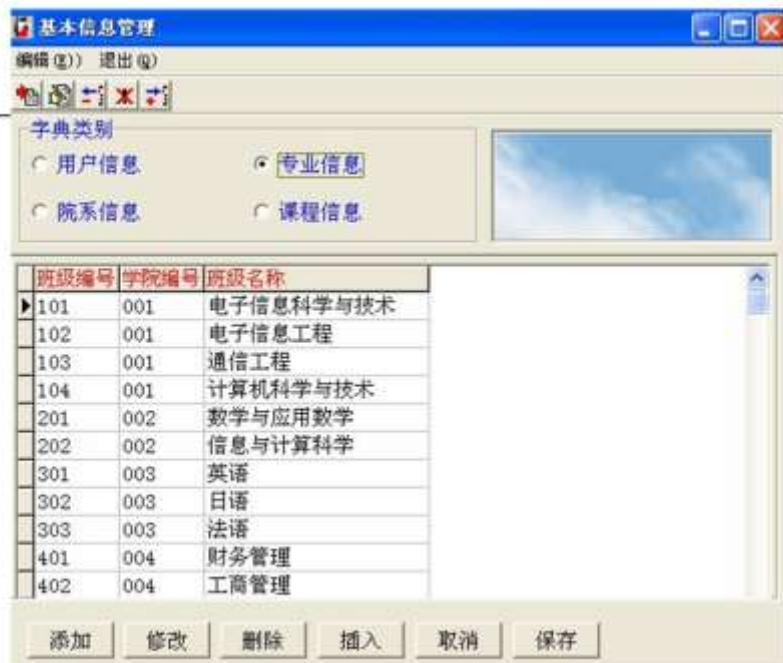 基本信息管理
编辑(E)) 退出(Q)
字典类别
用户信息 专业信息
院系信息 课程信息
班级编号 学院编号 班级名称
101 001 电子信息科学与技术
102 001 电子信息工程
103 001 通信工程
104 001 计算机科学与技术
201 002 数学与应用数学
202 002 信息与计算科学
301 003 英语
302 003 日语
303 003 法语
401 004 财务管理
402 004 工商管理
添加 修改 删除 插入 取消 保存